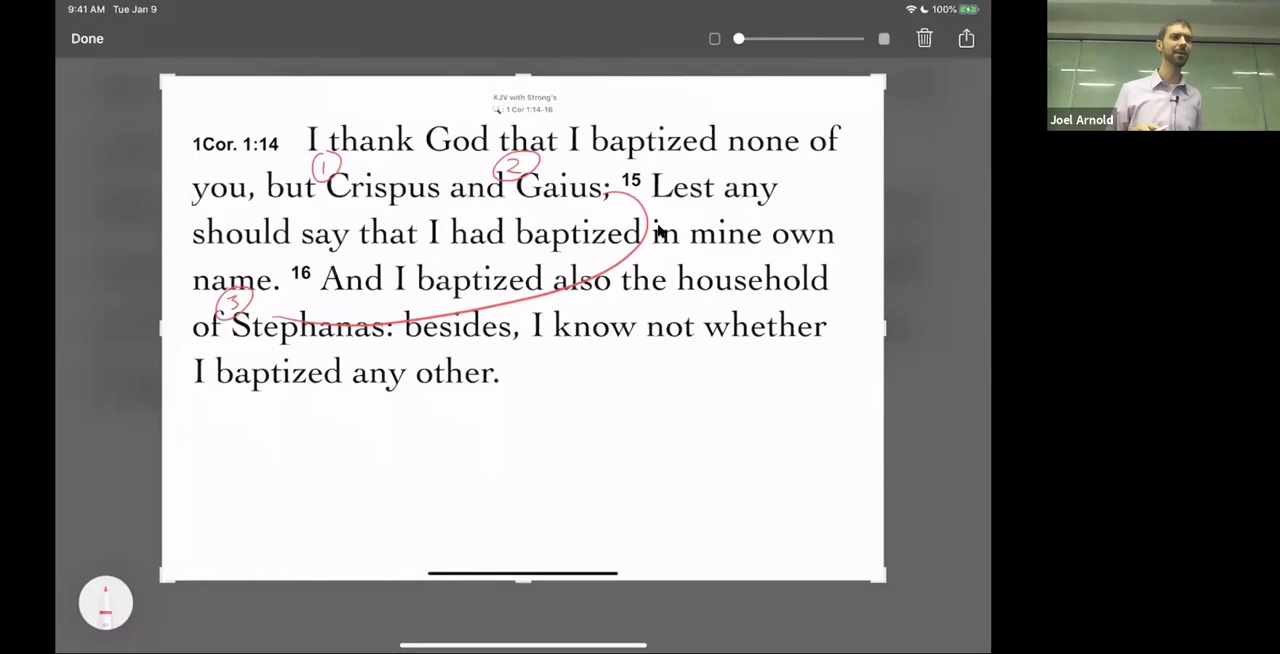 9:41 AM Tue Jan 9
100%
Done
KJV with Strong's
: 1 Cor 1:14-16
1Cor. 1:14 I thank God that I baptized none of
1 2
you, but Crispus and Gaius; 15 Lest any
should say that I had baptized in mine own
name. 16 And I baptized also the household
3
of Stephanas: besides, I know not whether
I baptized any other.
Joel Arnold